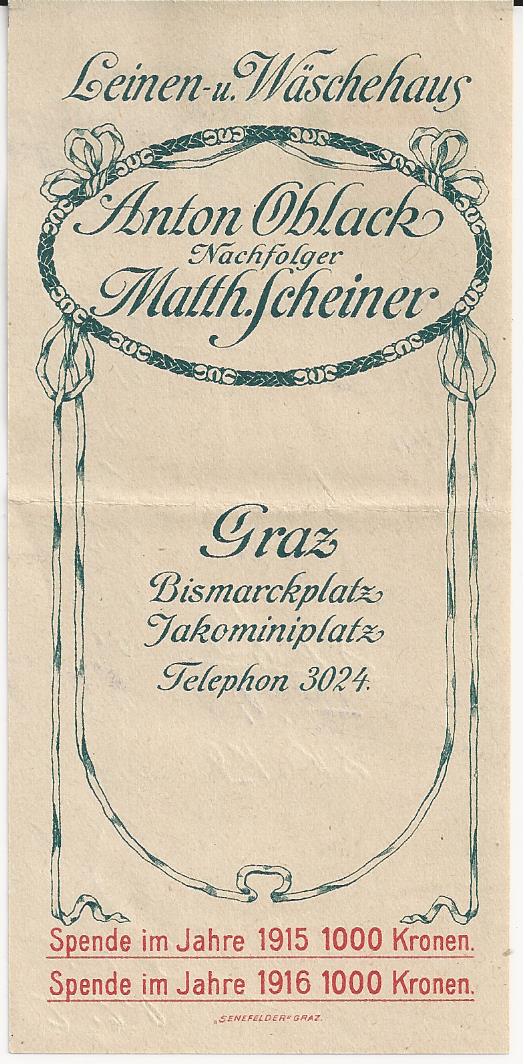 Leinen-u. Wäschehaus
Anton Oblack
Nachfolger
Matth. Scheiner
Graz
Bismarckplatz
Jakominiplatz
Telephon 3024.
Spende im Jahre 1915 1000 Kronen.
Spende im Jahre 1916 1000 Kronen.
„SENEFELDER“ GRAZ.